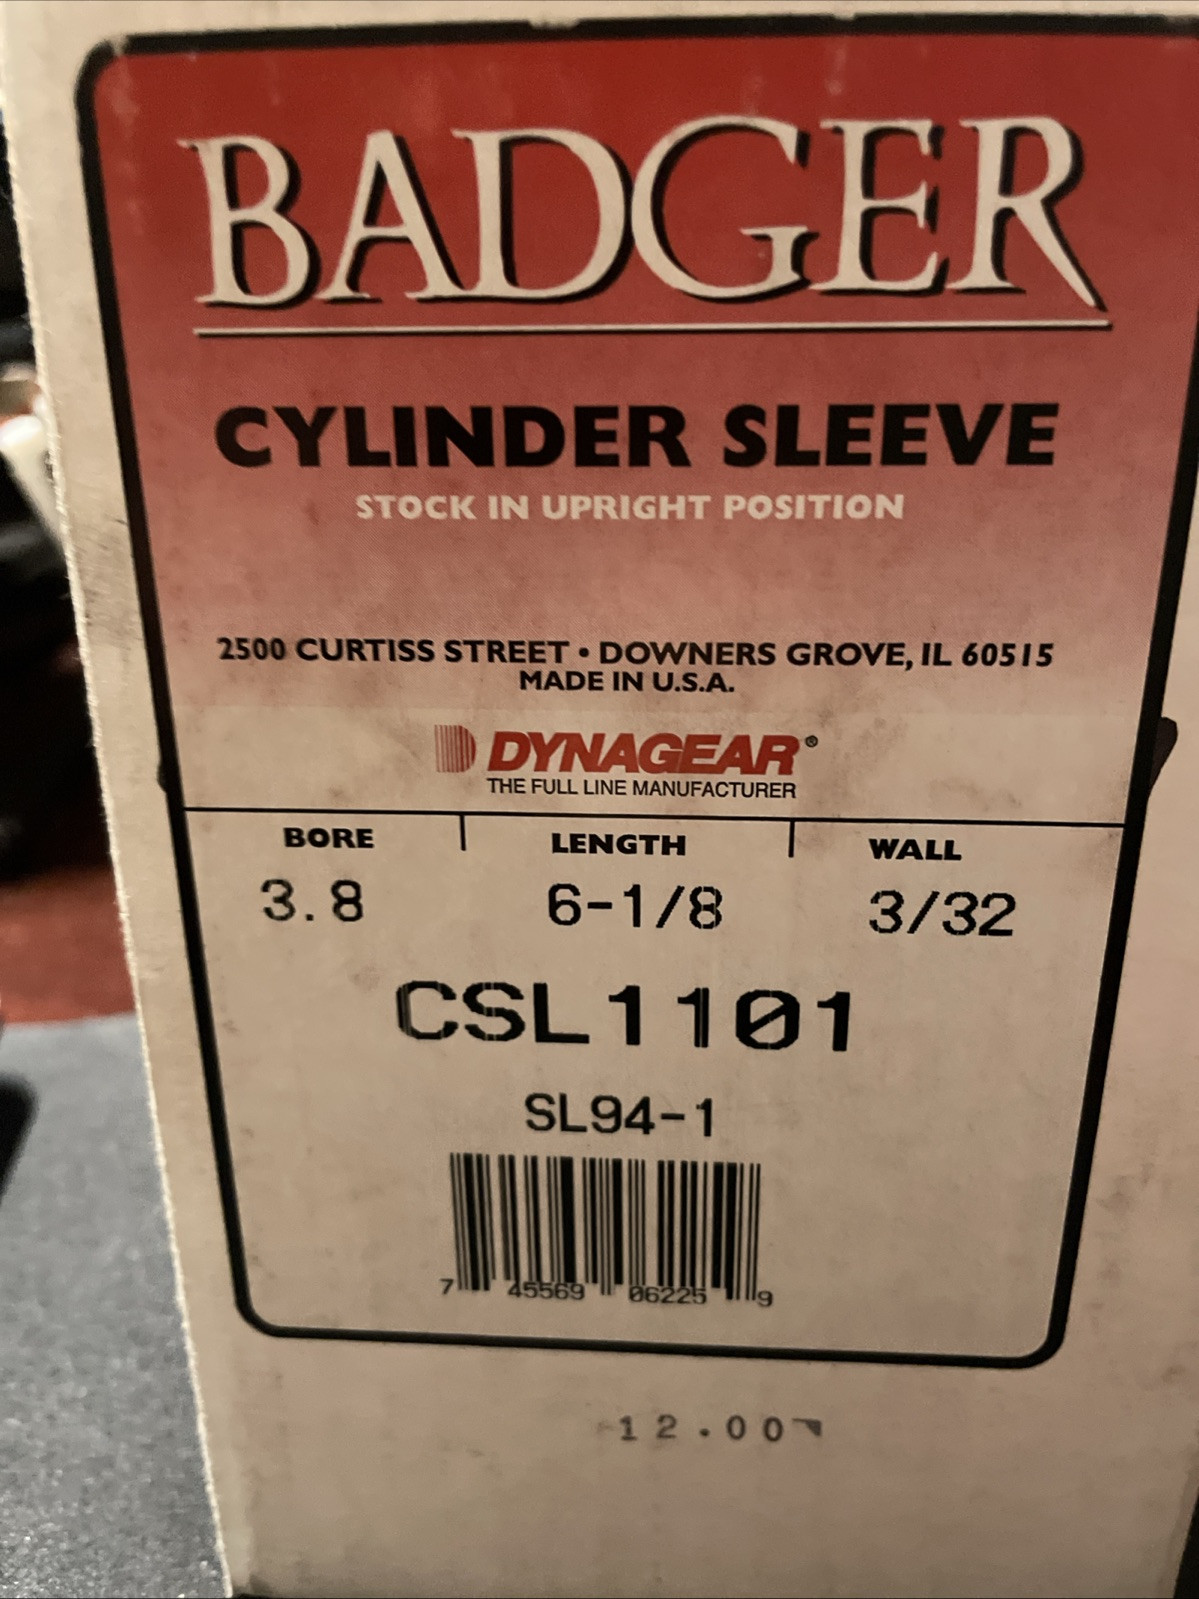 BADGER
CYLINDER SLEEVE
STOCK IN UPRIGHT POSITION
2500 CURTISS STREET • DOWNERS GROVE, IL 60515
MADE IN U.S.A.
DYNAGEAR®
THE FULL LINE MANUFACTURER
BORE LENGTH WALL
3.8 6-1/8 3/32
CSL1101
SL94-1
7 45569 06225 9
12.00